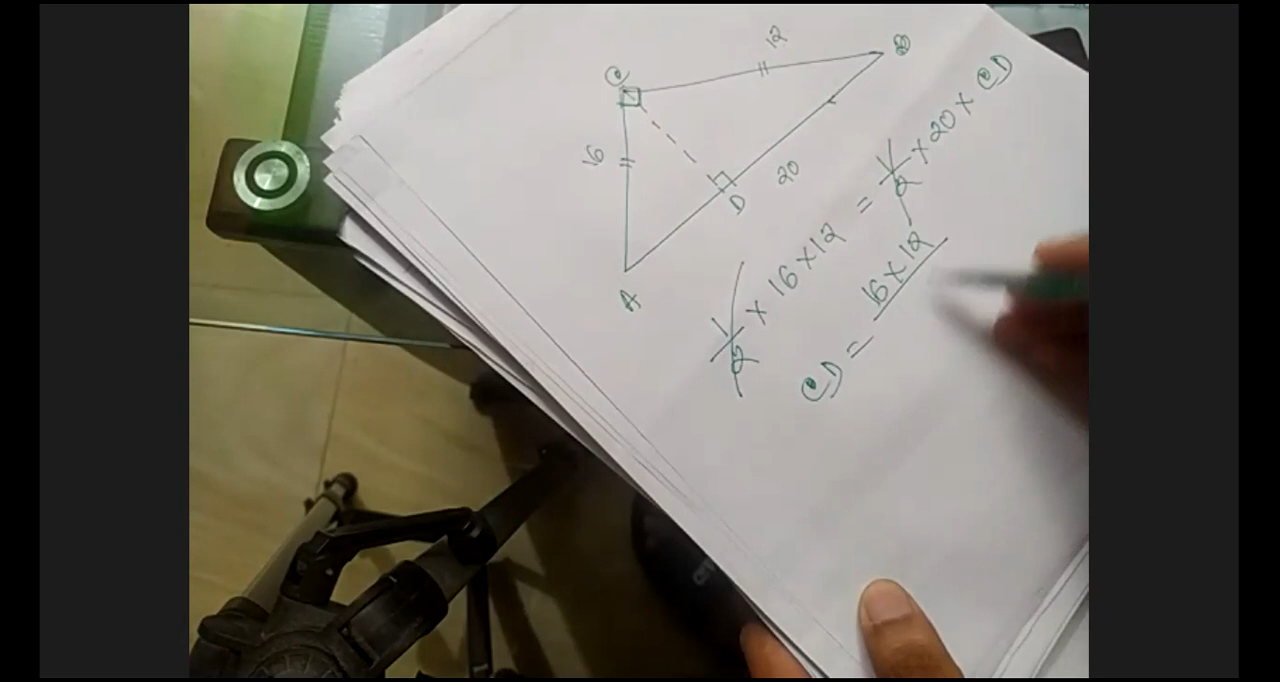 C
12
B
16
20
D
A
1/2 × 16 × 12 = 1/2 × 20 × CD
CD = 16 × 12